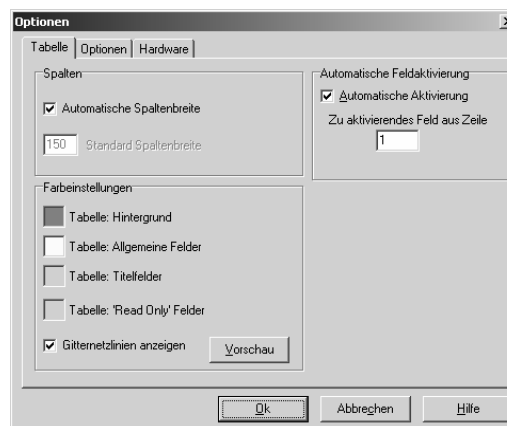 Optionen
Tabelle Optionen Hardware
Spalten
Automatische Spaltenbreite
150 Standard Spaltenbreite
Automatische Feldaktivierung
Automatische Aktivierung
Zu aktivierendes Feld aus Zeile
1
Farbeinstellungen
Tabelle: Hintergrund
Tabelle: Allgemeine Felder
Tabelle: Titelfelder
Tabelle: 'Read Only' Felder
Gitternetzlinien anzeigen
Vorschau
Ok Abbrechen Hilfe